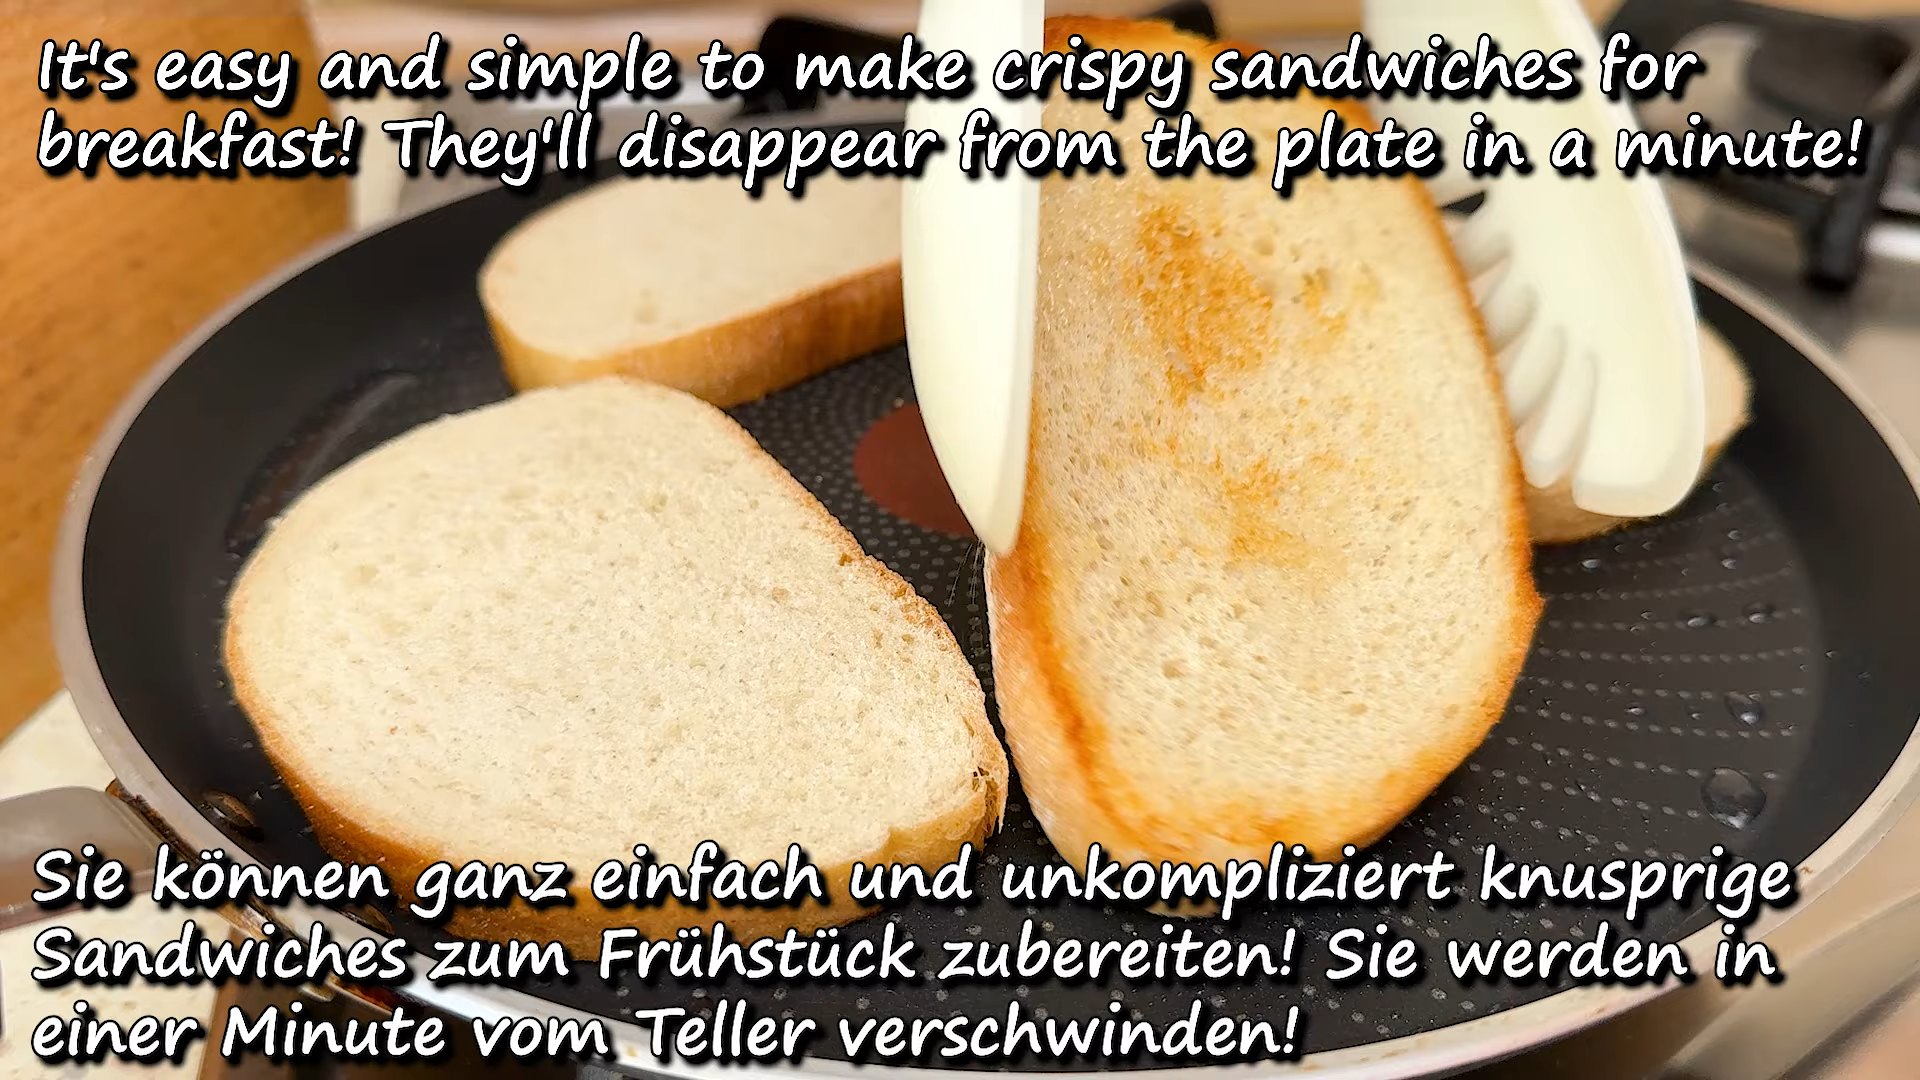 It's easy and simple to make crispy sandwiches for
breakfast! They'll disappear from the plate in a minute!
Sie können ganz einfach und unkompliziert knusprige
Sandwiches zum Frühstück zubereiten! Sie werden in
einer Minute vom Teller verschwinden!